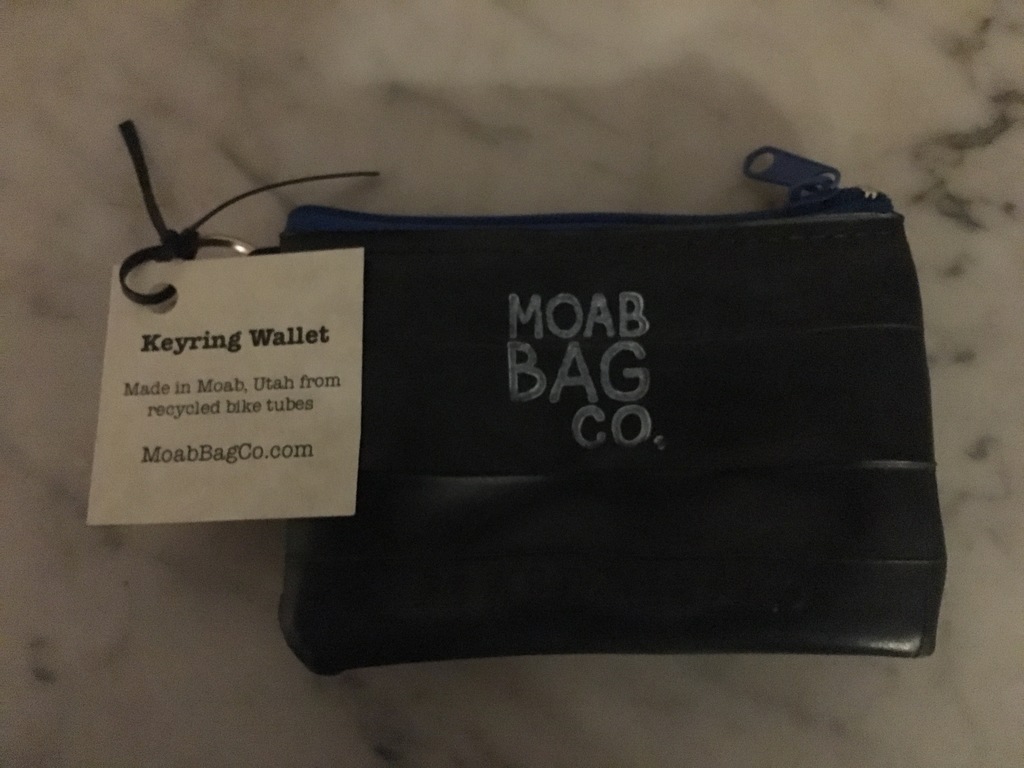 Keyring Wallet
Made in Moab, Utah from
recycled bike tubes
MoabBagCo.com
MOAB
BAG
CO.